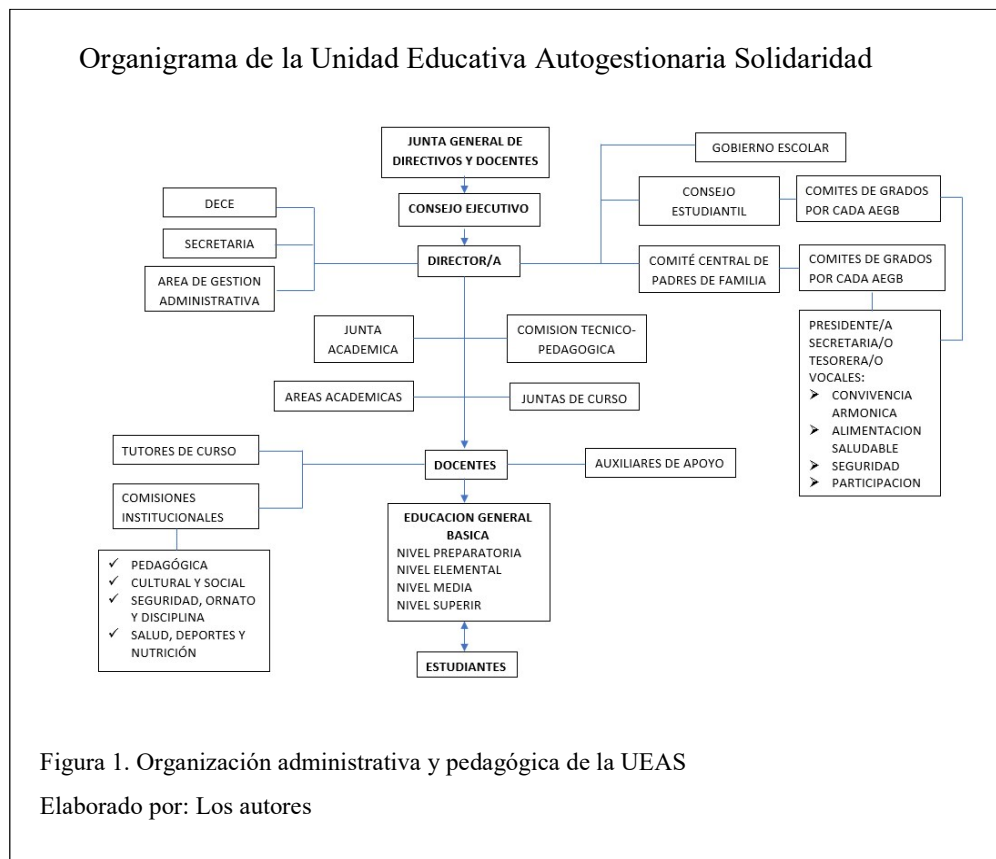 Organigrama de la Unidad Educativa Autogestionaria Solidaridad
JUNTA GENERAL DE
DIRECTIVOS Y DOCENTES
CONSEJO EJECUTIVO
DIRECTOR/A
DECE
SECRETARIA
AREA DE GESTION
ADMINISTRATIVA
GOBIERNO ESCOLAR
CONSEJO
ESTUDIANTIL
COMITES DE GRADOS
POR CADA AEGB
COMITÉ CENTRAL DE
PADRES DE FAMILIA
COMITES DE GRADOS
POR CADA AEGB
PRESIDENTE/A
SECRETARIA/O
TESORERA/O
VOCALES:
➢ CONVIVENCIA
ARMONICA
➢ ALIMENTACION
SALUDABLE
➢ SEGURIDAD
➢ PARTICIPACION
JUNTA
ACADEMICA
COMISION TECNICO-
PEDAGOGICA
AREAS ACADEMICAS
JUNTAS DE CURSO
TUTORES DE CURSO
DOCENTES
AUXILIARES DE APOYO
COMISIONES
INSTITUCIONALES
✓ PEDAGÓGICA
✓ CULTURAL Y SOCIAL
✓ SEGURIDAD, ORNATO
Y DISCIPLINA
✓ SALUD, DEPORTES Y
NUTRICIÓN
EDUCACION GENERAL
BASICA
NIVEL PREPARATORIA
NIVEL ELEMENTAL
NIVEL MEDIA
NIVEL SUPERIR
ESTUDIANTES
Figura 1. Organización administrativa y pedagógica de la UEAS
Elaborado por: Los autores